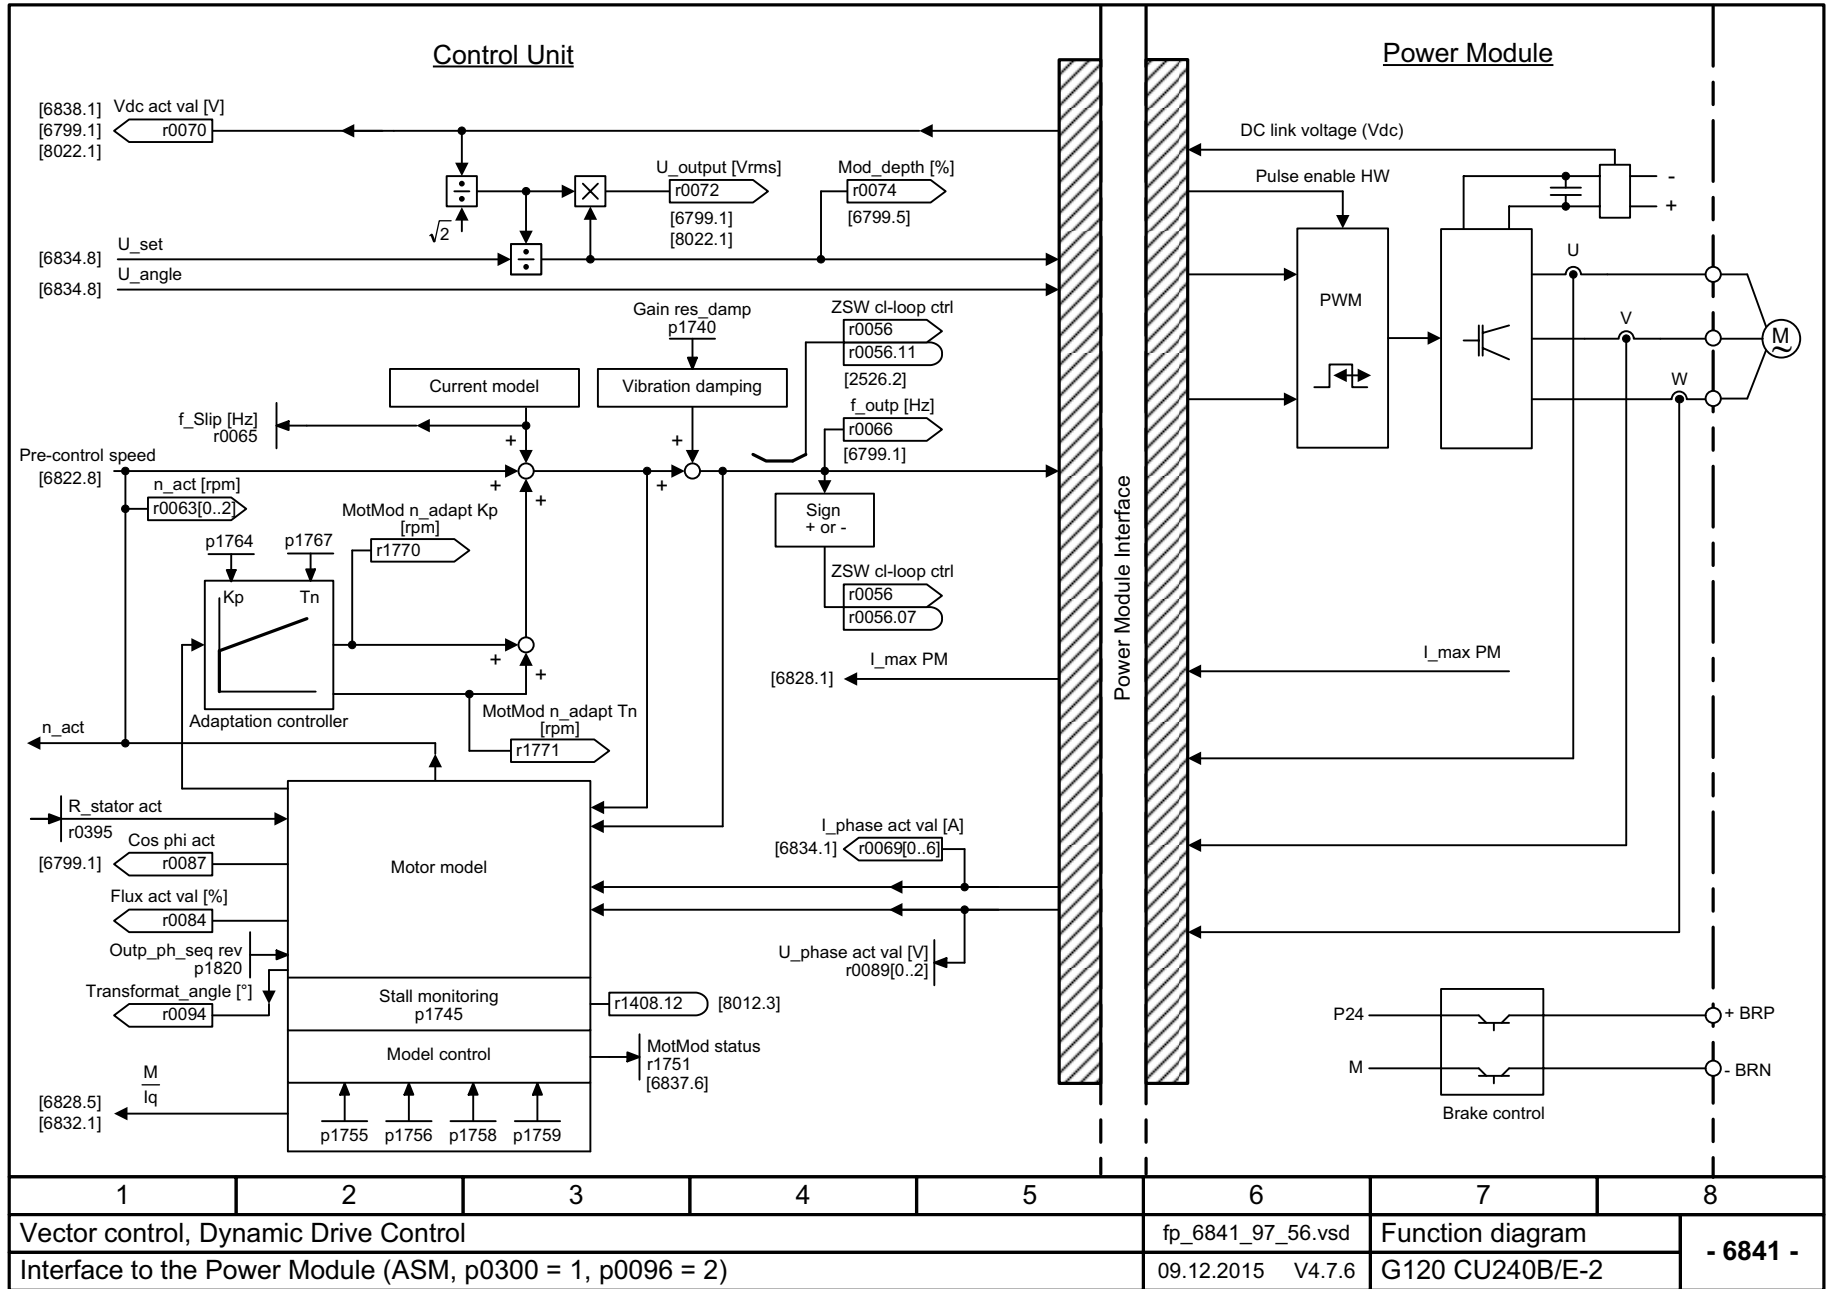 Control Unit
Power Module
[6838.1]
[6799.1]
[8022.1]
Vdc act val [V]
r0070
DC link voltage (Vdc)
U_output [Vrms]
r0072
[6799.1]
[8022.1]
Mod_depth [%]
r0074
[6799.5]
Pulse enable HW
-
+
÷
×
√2
÷
[6834.8]
U_set
[6834.8]
U_angle
U
V
W
PWM
M
~
Gain res_damp
p1740
ZSW cl-loop ctrl
r0056
r0056.11
[2526.2]
Current model
Vibration damping
f_Slip [Hz]
r0065
f_outp [Hz]
r0066
[6799.1]
+
+
+
+
+
Pre-control speed
[6822.8]
n_act [rpm]
r0063[0..2]
MotMod n_adapt Kp
[rpm]
r1770
Sign
+ or -
p1764
p1767
Kp
Tn
ZSW cl-loop ctrl
r0056
r0056.07
+
+
Power Module Interface
I_max PM
[6828.1]
I_max PM
Adaptation controller
MotMod n_adapt Tn
[rpm]
r1771
n_act
R_stator act
r0395
Cos phi act
[6799.1]
r0087
Motor model
I_phase act val [A]
[6834.1]
r0069[0..6]
Flux act val [%]
r0084
Outp_ph_seq rev
p1820
U_phase act val [V]
r0089[0..2]
Transformat_angle [°]
r0094
Stall monitoring
p1745
r1408.12
[8012.3]
Model control
MotMod status
r1751
[6837.6]
P24
+ BRP
M
- BRN
Brake control
M
Iq
[6828.5]
[6832.1]
p1755
p1756
p1758
p1759
1
2
3
4
5
6
7
8
Vector control, Dynamic Drive Control
fp_6841_97_56.vsd
Function diagram
- 6841 -
Interface to the Power Module (ASM, p0300 = 1, p0096 = 2)
09.12.2015 V4.7.6
G120 CU240B/E-2